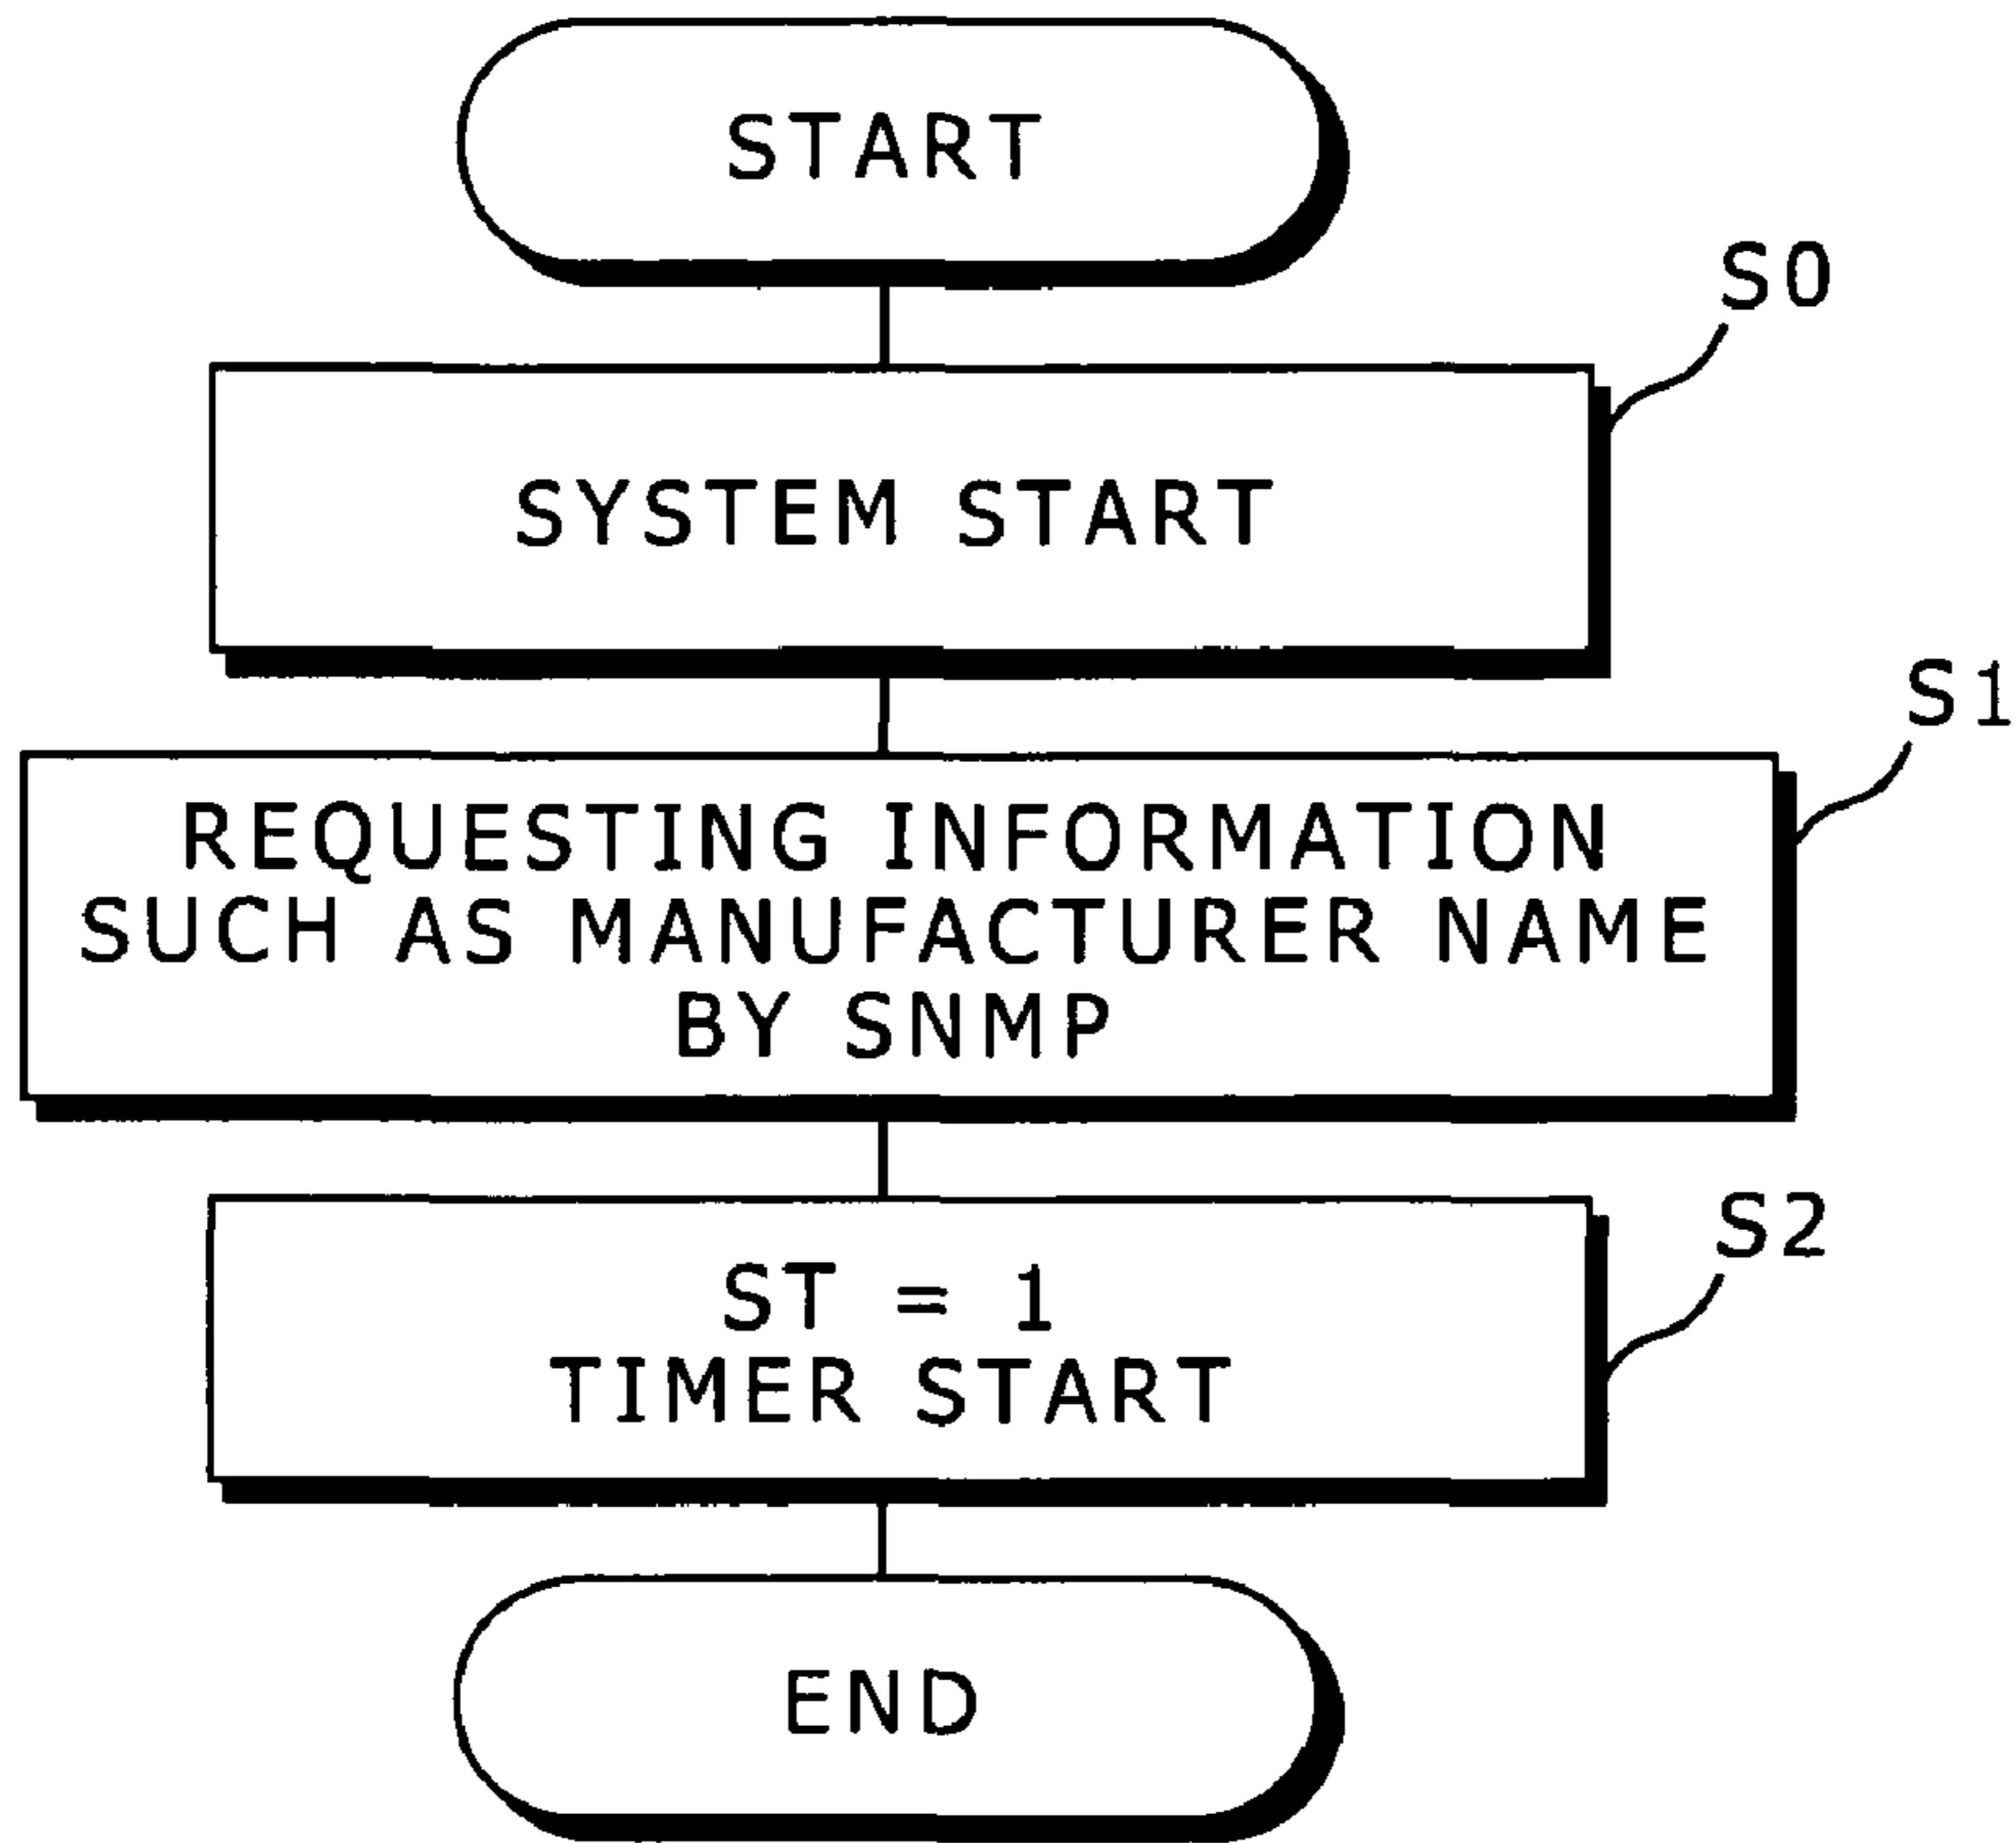 START
S0
SYSTEM START
S1
REQUESTING INFORMATION
SUCH AS MANUFACTURER NAME
BY SNMP
S2
ST = 1
TIMER START
END